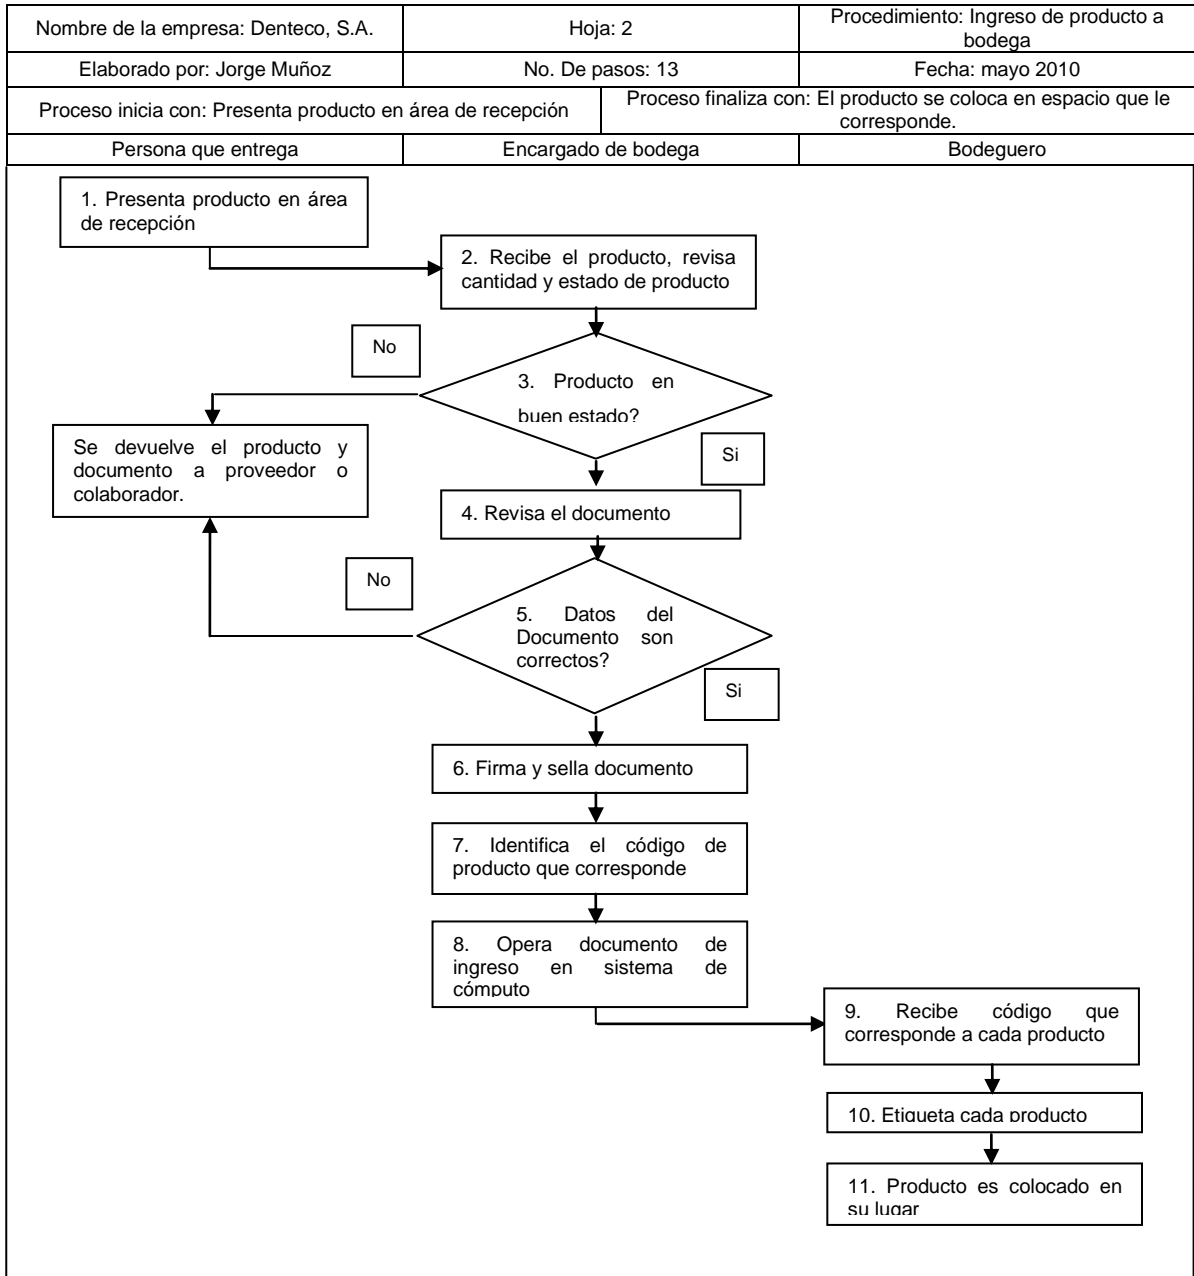 Nombre de la empresa: Denteco, S.A.
Hoja: 2
Procedimiento: Ingreso de producto a
bodega
Elaborado por: Jorge Muñoz
No. De pasos: 13
Fecha: mayo 2010
Proceso inicia con: Presenta producto en área de recepción
Proceso finaliza con: El producto se coloca en espacio que le
corresponde.
Persona que entrega
Encargado de bodega
Bodeguero
1. Presenta producto en área
de recepción
2. Recibe el producto, revisa
cantidad y estado de producto
No
3. Producto en
buen estado?
Se devuelve el producto y
documento a proveedor o
colaborador.
Si
4. Revisa el documento
No
5. Datos del
Documento son
correctos?
Si
6. Firma y sella documento
7. Identifica el código de
producto que corresponde
8. Opera documento de
ingreso en sistema de
cómputo
9. Recibe código que
corresponde a cada producto
10. Etiqueta cada producto
11. Producto es colocado en
su lugar